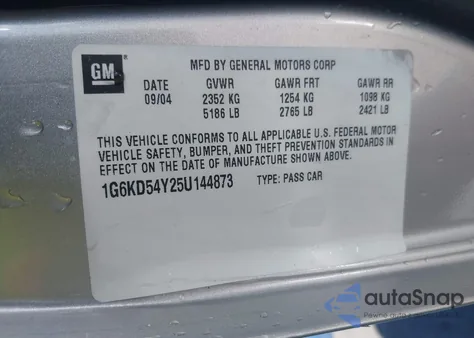 GM
MFD BY GENERAL MOTORS CORP
DATE GVWR GAWR FRT GAWR RR
09/04 2352 KG 1254 KG 1098 KG
5186 LB 2765 LB 2421 LB
THIS VEHICLE CONFORMS TO ALL APPLICABLE U.S. FEDERAL MOTOR
VEHICLE SAFETY, BUMPER, AND THEFT PREVENTION STANDARDS IN
EFFECT ON THE DATE OF MANUFACTURE SHOWN ABOVE.
1G6KD54Y25U144873 TYPE: PASS CAR
autoSnap